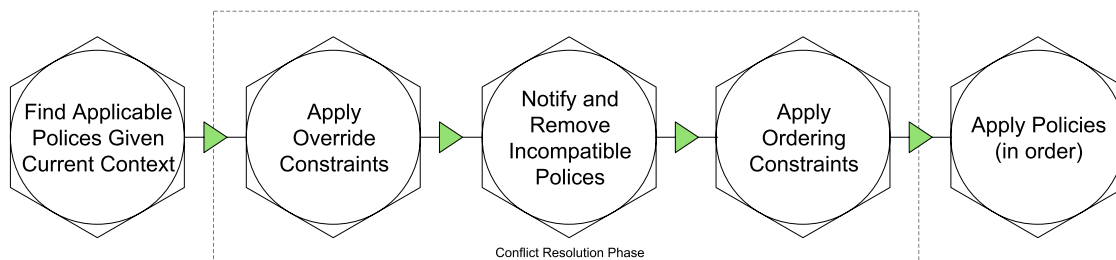 Find Applicable
Polices Given
Current Context
Apply
Override
Constraints
Notify and
Remove
Incompatible
Polices
Apply
Ordering
Constraints
Apply Policies
(in order)
Conflict Resolution Phase